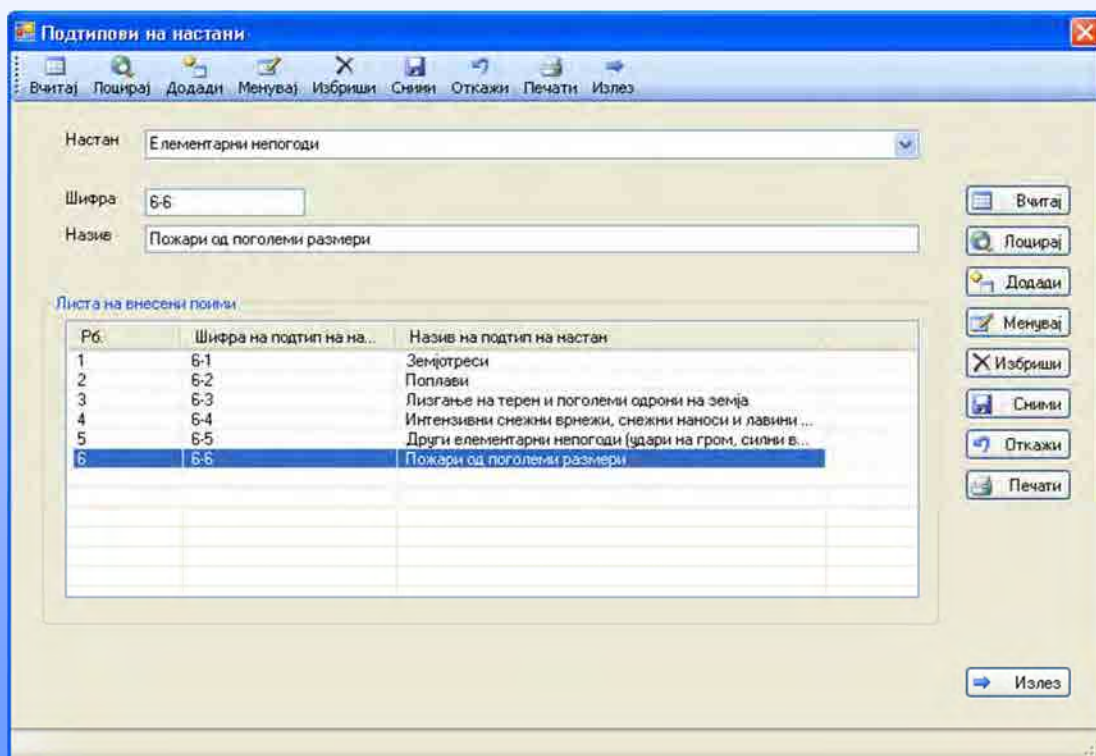 Подтипови на настани
Вчитај Лоцирај Додади Менувај Избриши Сними Откажи Печати Излез
Настан Елементарни непогоди
Шифра 6-6
Назив Пожари од поголеми размери
Листа на внесени поими
Рб. Шифра на подтип на на... Назив на подтип на настан
1 6-1 Земјотреси
2 6-2 Поплави
3 6-3 Лизгање на терен и поголеми одрони на земја
4 6-4 Интензивни снежни врнежи, снежни наноси и лавини ...
5 6-5 Други елементарни непогоди (удари на гром, силни в...
6 6-6 Пожари од поголеми размери
Вчитај
Лоцирај
Додади
Менувај
Избриши
Сними
Откажи
Печати
Излез